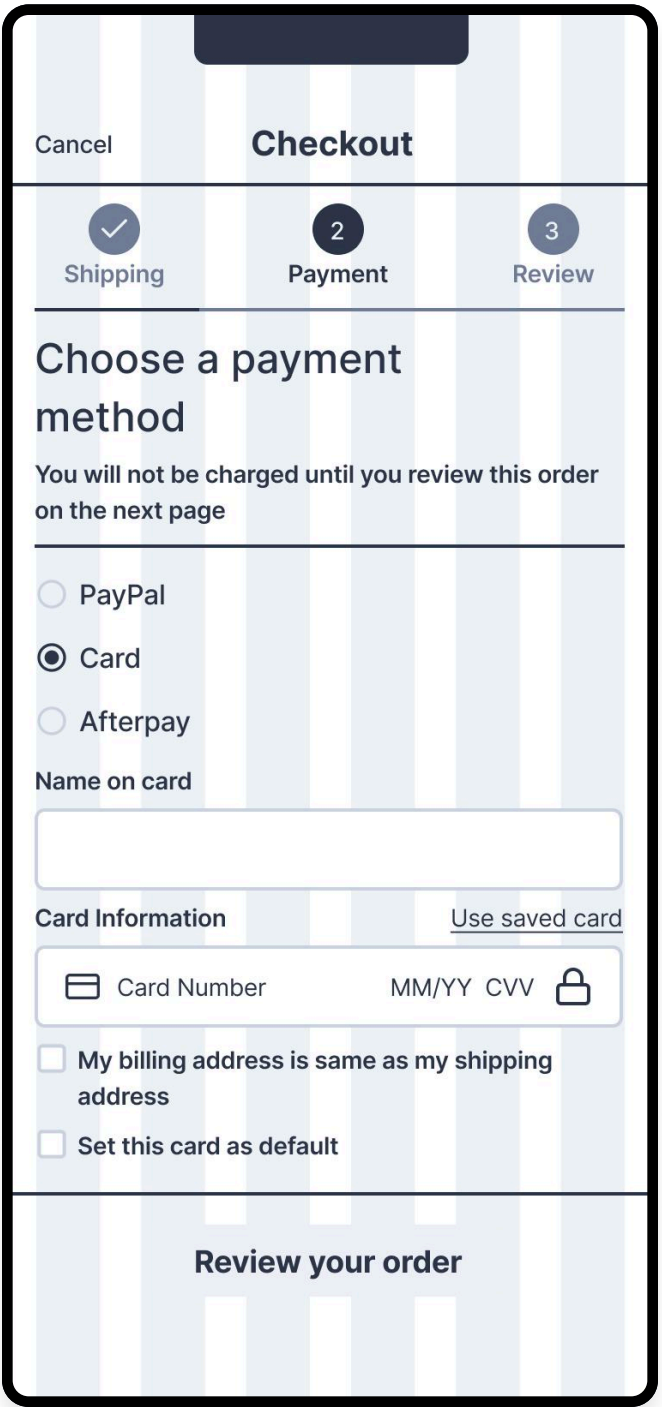 Cancel
Checkout
2
3
Shipping
Payment
Review
Choose a payment
method
You will not be charged until you review this order
on the next page
PayPal
Card
Afterpay
Name on card
Card Information
Use saved card
Card Number
MM/YY CVV
My billing address is same as my shipping
address
Set this card as default
Review your order